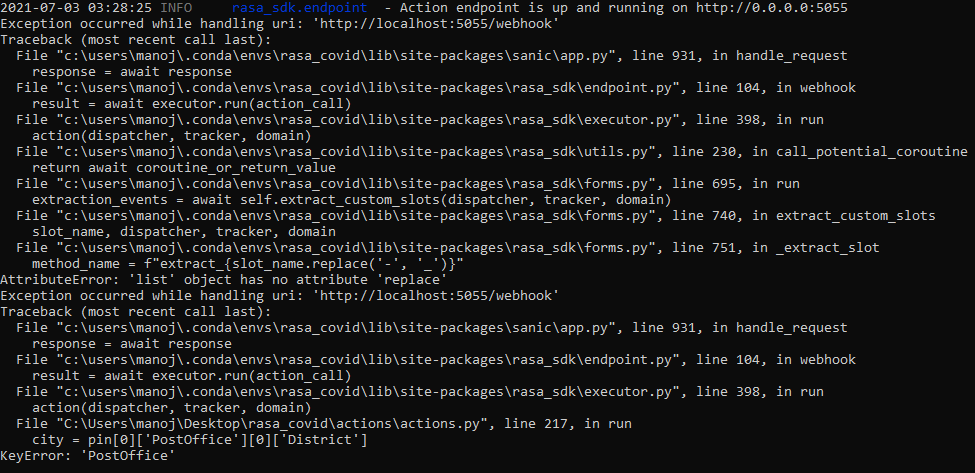 2021-07-03 03:28:25 INFO     rasa_sdk.endpoint  - Action endpoint is up and running on http://0.0.0.0:5055
Exception occurred while handling uri: 'http://localhost:5055/webhook'
Traceback (most recent call last):
  File "c:\users\manoj\.conda\envs\rasa_covid\lib\site-packages\sanic\app.py", line 931, in handle_request
    response = await response
  File "c:\users\manoj\.conda\envs\rasa_covid\lib\site-packages\rasa_sdk\endpoint.py", line 104, in webhook
    result = await executor.run(action_call)
  File "c:\users\manoj\.conda\envs\rasa_covid\lib\site-packages\rasa_sdk\executor.py", line 398, in run
    action(dispatcher, tracker, domain)
  File "c:\users\manoj\.conda\envs\rasa_covid\lib\site-packages\rasa_sdk\utils.py", line 230, in call_potential_coroutine
    return await coroutine_or_return_value
  File "c:\users\manoj\.conda\envs\rasa_covid\lib\site-packages\rasa_sdk\forms.py", line 695, in run
    extraction_events = await self.extract_custom_slots(dispatcher, tracker, domain)
  File "c:\users\manoj\.conda\envs\rasa_covid\lib\site-packages\rasa_sdk\forms.py", line 740, in extract_custom_slots
    slot_name, dispatcher, tracker, domain
  File "c:\users\manoj\.conda\envs\rasa_covid\lib\site-packages\rasa_sdk\forms.py", line 751, in _extract_slot
    method_name = f"extract_{slot_name.replace('-', '_')}"
AttributeError: 'list' object has no attribute 'replace'
Exception occurred while handling uri: 'http://localhost:5055/webhook'
Traceback (most recent call last):
  File "c:\users\manoj\.conda\envs\rasa_covid\lib\site-packages\sanic\app.py", line 931, in handle_request
    response = await response
  File "c:\users\manoj\.conda\envs\rasa_covid\lib\site-packages\rasa_sdk\endpoint.py", line 104, in webhook
    result = await executor.run(action_call)
  File "c:\users\manoj\.conda\envs\rasa_covid\lib\site-packages\rasa_sdk\executor.py", line 398, in run
    action(dispatcher, tracker, domain)
  File "C:\Users\manoj\Desktop\rasa_covid\actions\actions.py", line 217, in run
    city = pin[0]['PostOffice'][0]['District']
KeyError: 'PostOffice'